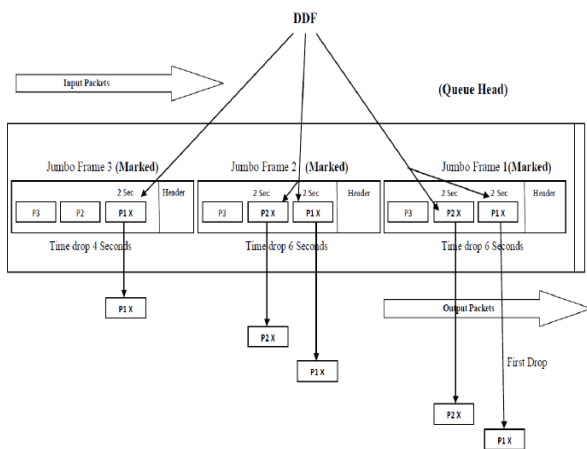 DDF
Input Packets
(Queue Head)
Jumbo Frame 3 (Marked)
Jumbo Frame 2 (Marked)
Jumbo Frame 1(Marked)
2 Sec
Header
2 Sec
2 Sec
Header
2 Sec
2 Sec
Header
P3
P2
P1 X
P3
P2 X
P1 X
P3
P2 X
P1 X
Time drop 4 Seconds
Time drop 6 Seconds
Time drop 6 Seconds
Output Packets
P1 X
P2 X
P1 X
First Drop
P2 X
P1 X